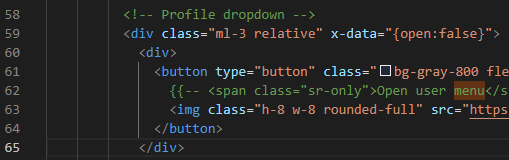 58 <!-- Profile dropdown -->
59 <div class="ml-3 relative" x-data="{open:false}">
60 <div>
61 <button type="button" class="bg-gray-800 fle
62 {{-- <span class="sr-only">Open user menu</s
63 <img class="h-8 w-8 rounded-full" src="https
64 </button>
65 </div>